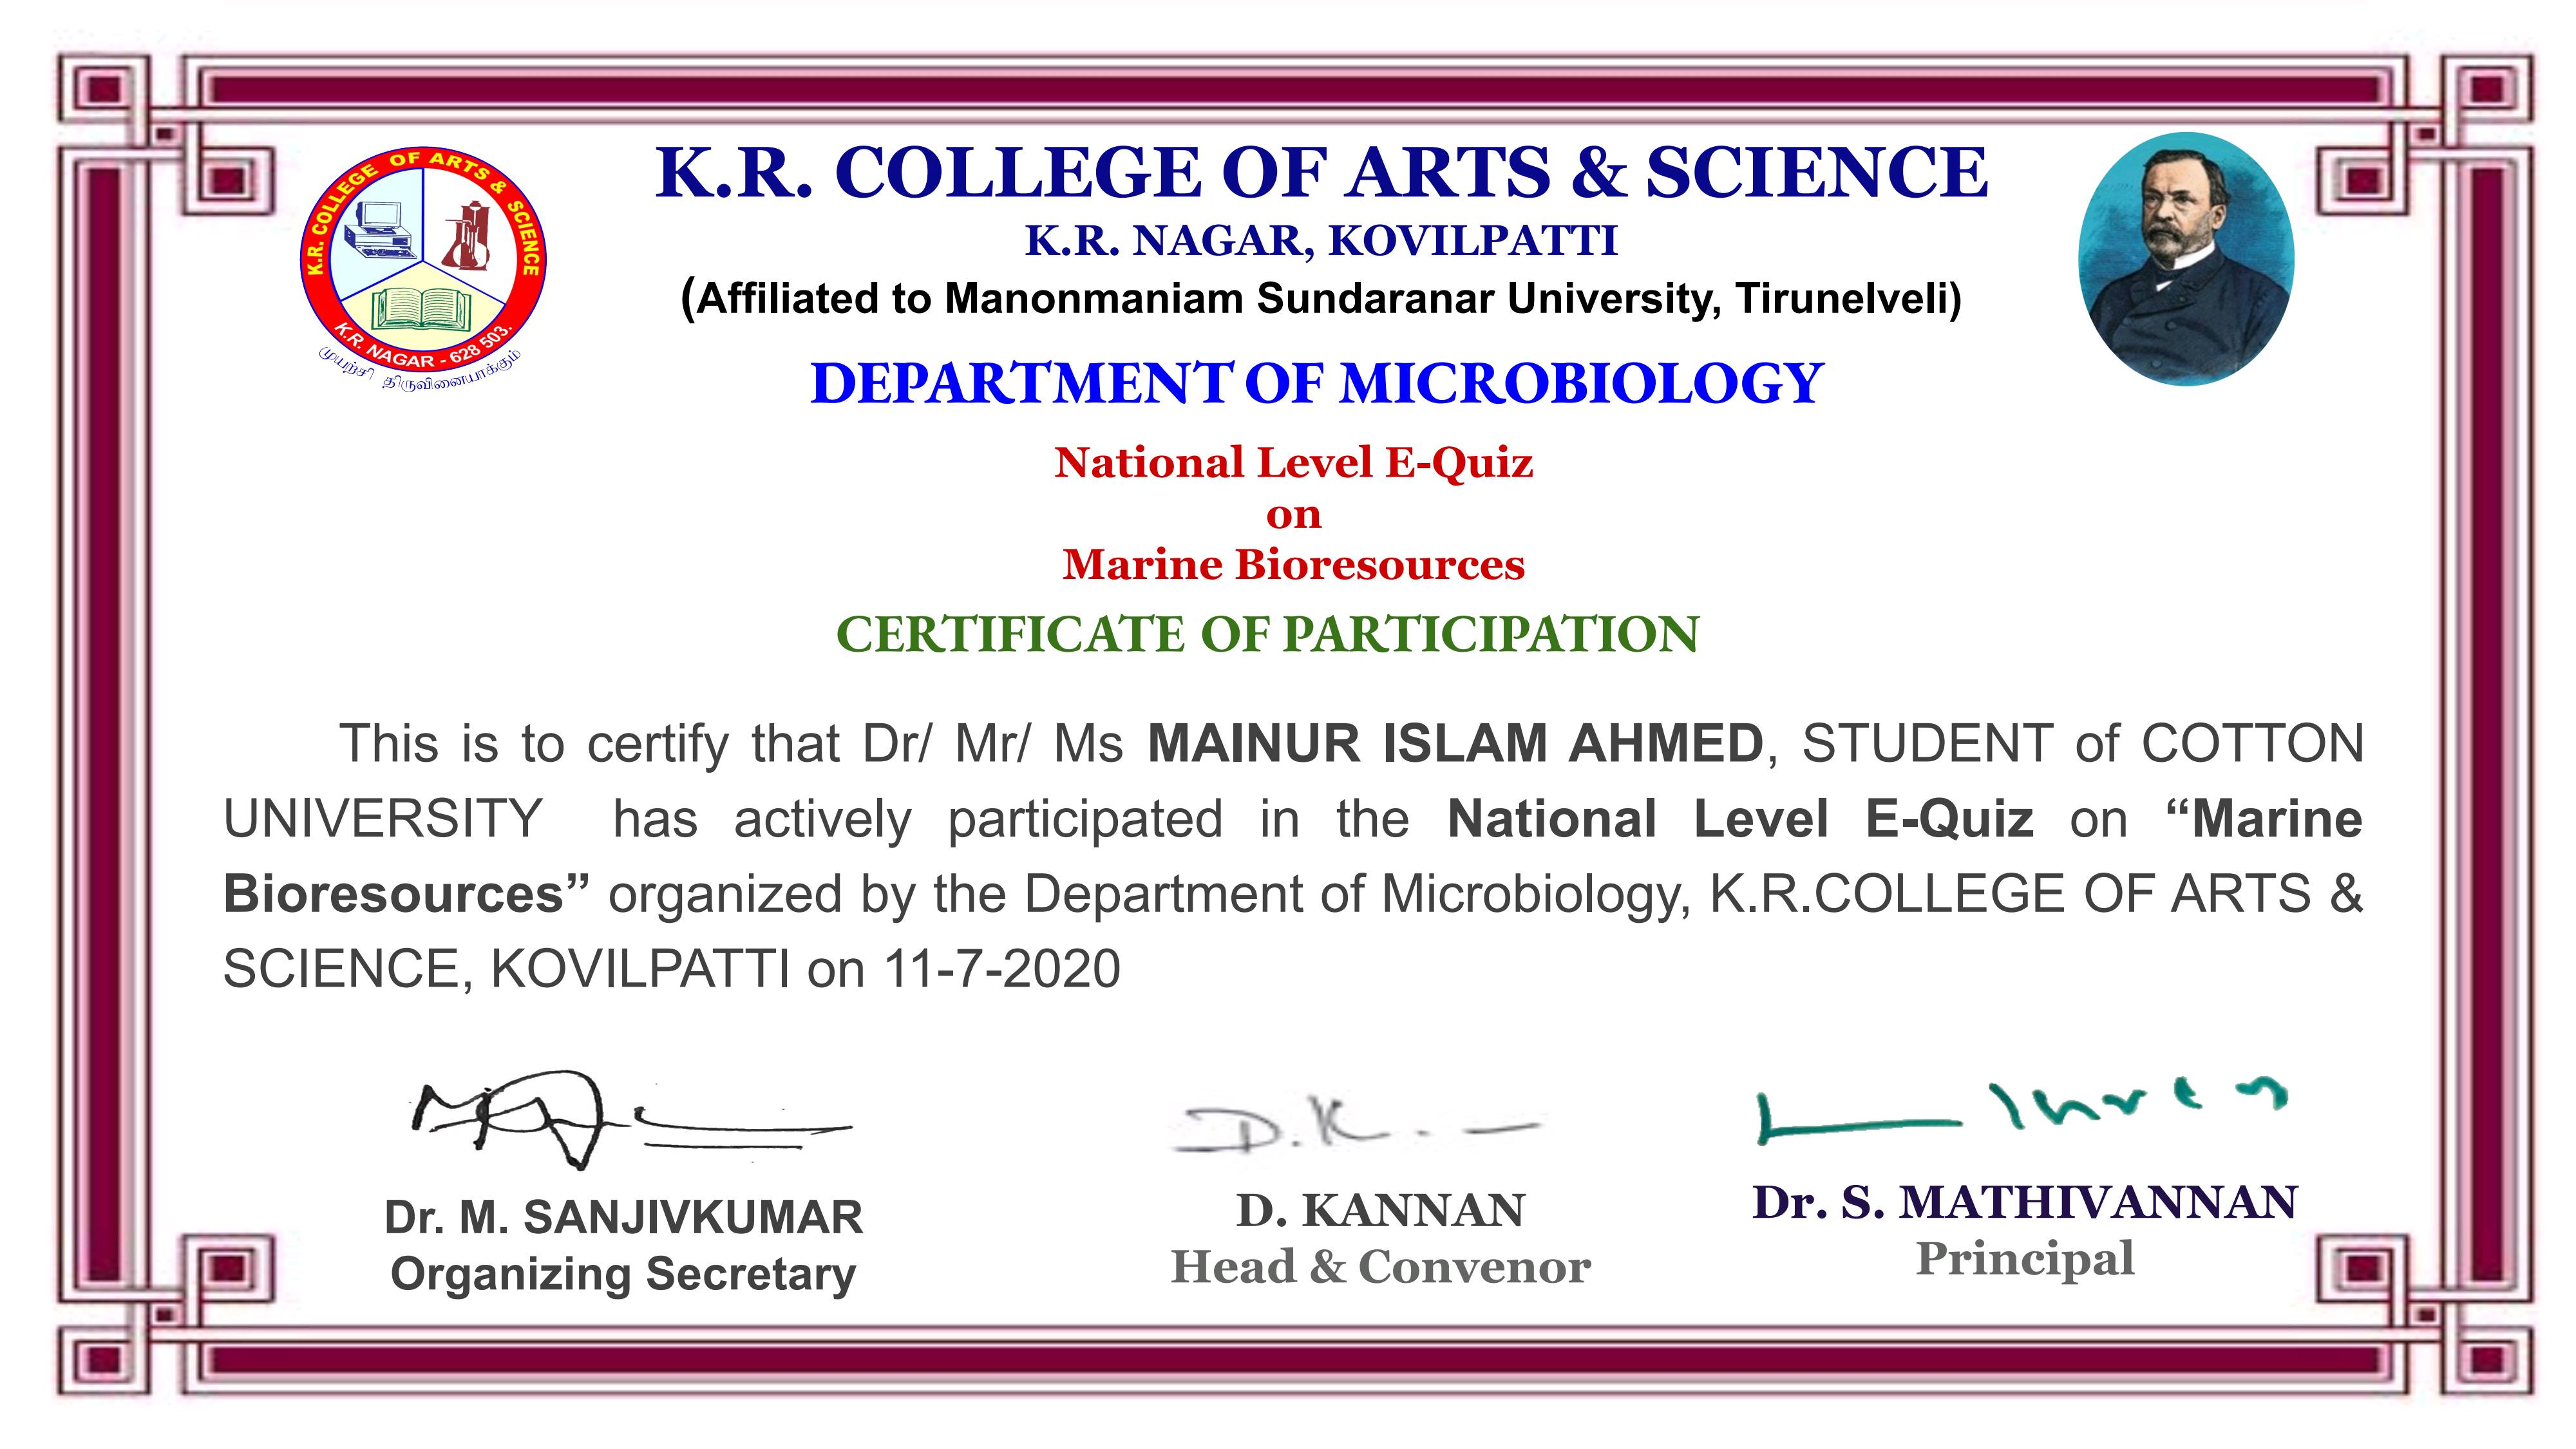 K.R. COLLEGE OF ARTS & SCIENCE
K.R. NAGAR - 628 503.
முயற்சி திருவினையாக்கும்
K.R. COLLEGE OF ARTS & SCIENCE
K.R. NAGAR, KOVILPATTI
(Affiliated to Manonmaniam Sundaranar University, Tirunelveli)
DEPARTMENT OF MICROBIOLOGY
National Level E-Quiz
on
Marine Bioresources
CERTIFICATE OF PARTICIPATION
This is to certify that Dr/ Mr/ Ms MAINUR ISLAM AHMED, STUDENT of COTTON
UNIVERSITY has actively participated in the National Level E-Quiz on “Marine
Bioresources” organized by the Department of Microbiology, K.R.COLLEGE OF ARTS &
SCIENCE, KOVILPATTI on 11-7-2020
D.K.
Dr. M. SANJIVKUMAR
Organizing Secretary
D. KANNAN
Head & Convenor
Dr. S. MATHIVANNAN
Principal